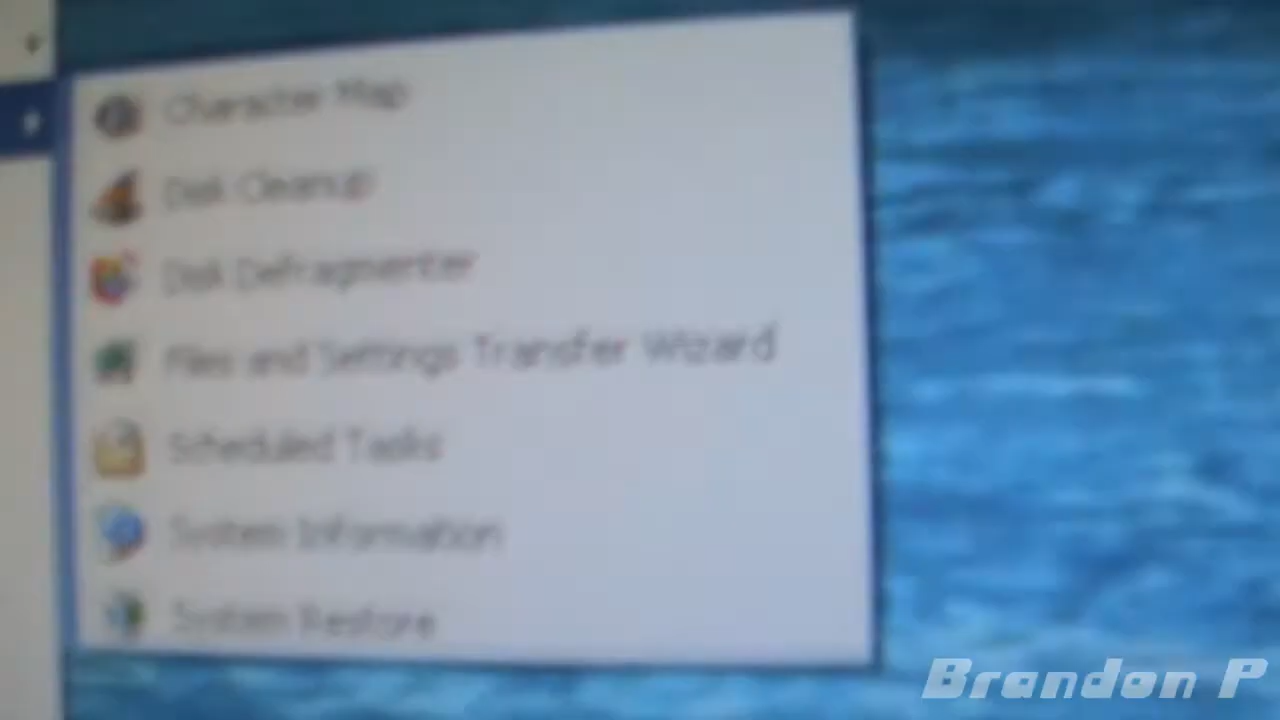 Character Map
Disk Cleanup
Disk Defragmenter
Files and Settings Transfer Wizard
Scheduled Tasks
System Information
System Restore
Brandon P